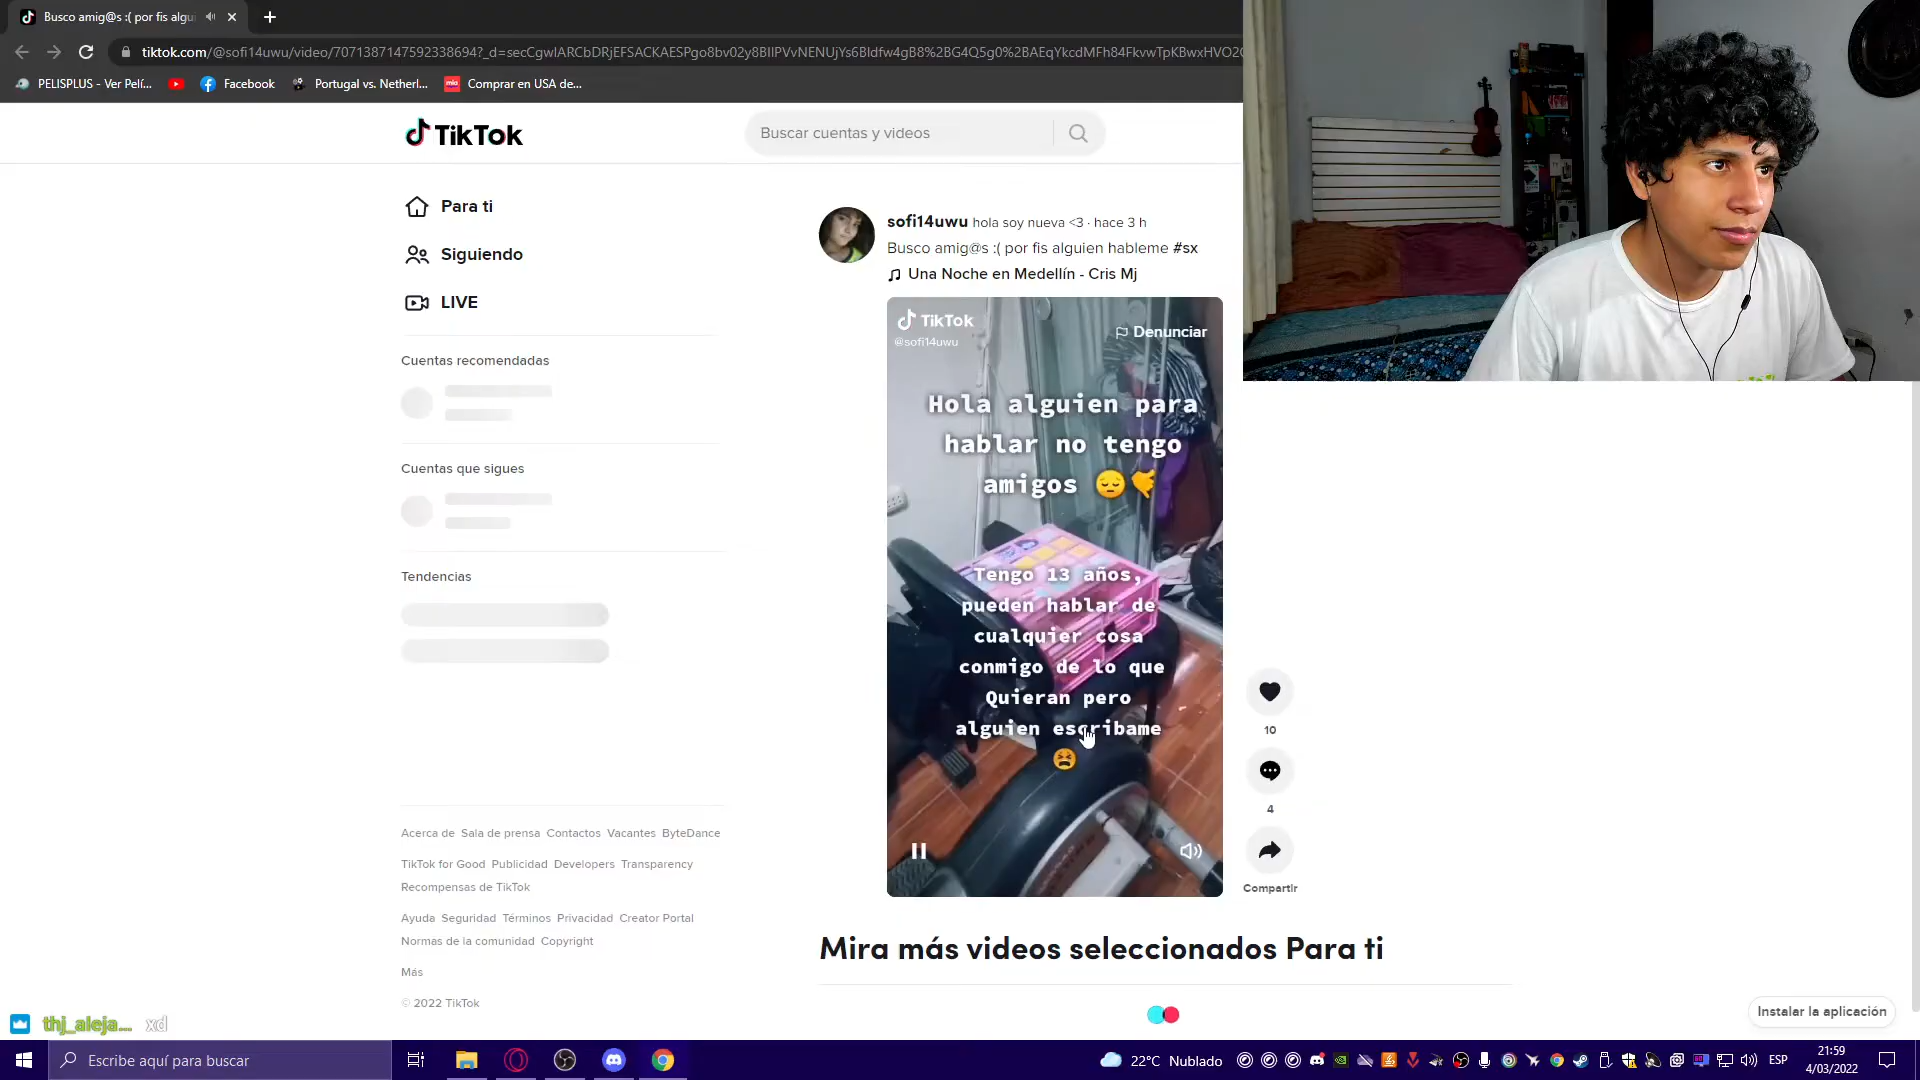 Busco amig@s :( por fis algu
tiktok.com/@sofi14uwu/video/7071387147592338694?_d=
PELISPLUS - Ver Pelí...
Facebook
Portugal vs. Netherl...
Comprar en USA de...
TikTok
Buscar cuentas y videos
Para ti
Siguiendo
LIVE
Cuentas recomendadas
Cuentas que sigues
Tendencias
Acerca de Sala de prensa Contactos Vacantes ByteDance
TikTok for Good Publicidad Developers Transparency
Recompensas de TikTok
Ayuda Seguridad Términos Privacidad Creator Portal
Normas de la comunidad Copyright
Más
© 2022 TikTok
sofi14uwu hola soy nueva <3 · hace 3 h
Busco amig@s :( por fis alguien hableme #sx
Una Noche en Medellín - Cris Mj
TikTok
@sofi14uwu
Denunciar
Hola alguien para
hablar no tengo
amigos 😔🤙
Tengo 13 años,
pueden hablar de
cualquier cosa
conmigo de lo que
Quieran pero
alguien escribame
😫
10
4
Compartir
Mira más videos seleccionados Para ti
Instalar la aplicación
thj_aleja... xd
Escribe aquí para buscar
22°C Nublado
ESP
21:59
4/03/2022